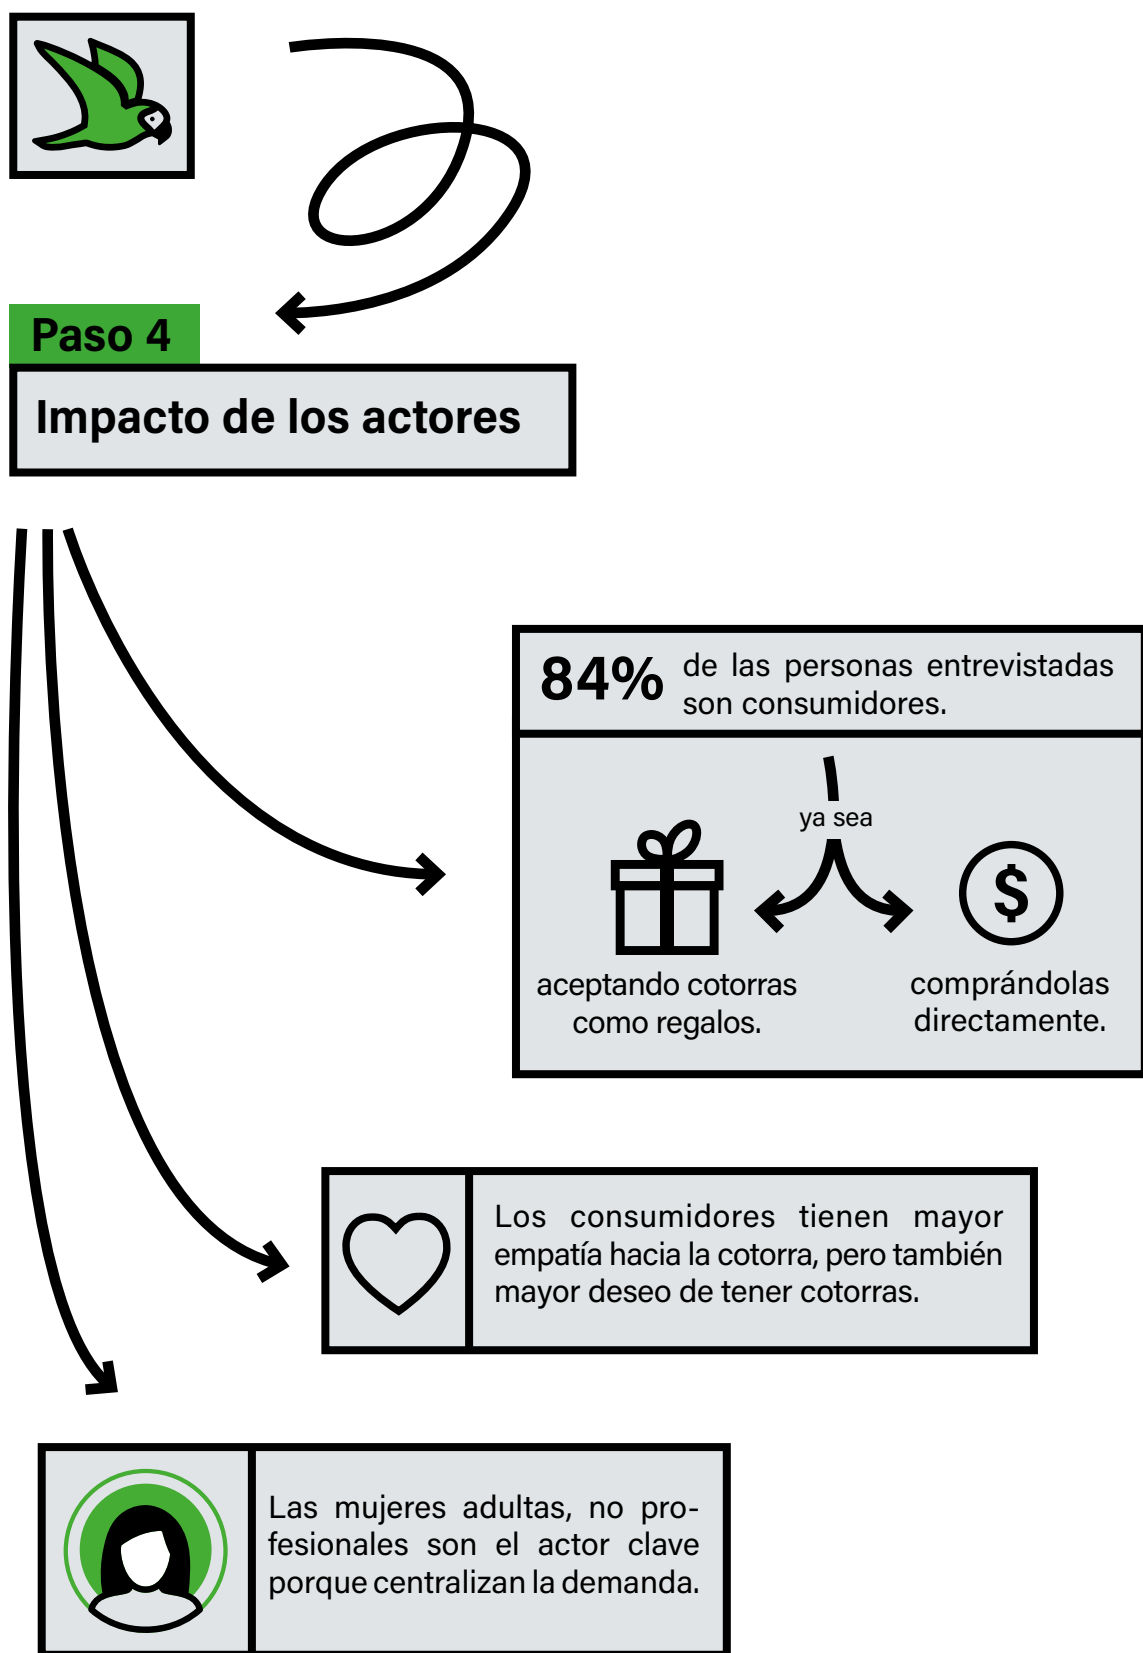 Paso 4
Impacto de los actores
84% de las personas entrevistadas
son consumidores.
ya sea
$
aceptando cotorras
como regalos.
comprándolas
directamente.
Los consumidores tienen mayor
empatía hacia la cotorra, pero también
mayor deseo de tener cotorras.
Las mujeres adultas, no pro-
fesionales son el actor clave
porque centralizan la demanda.